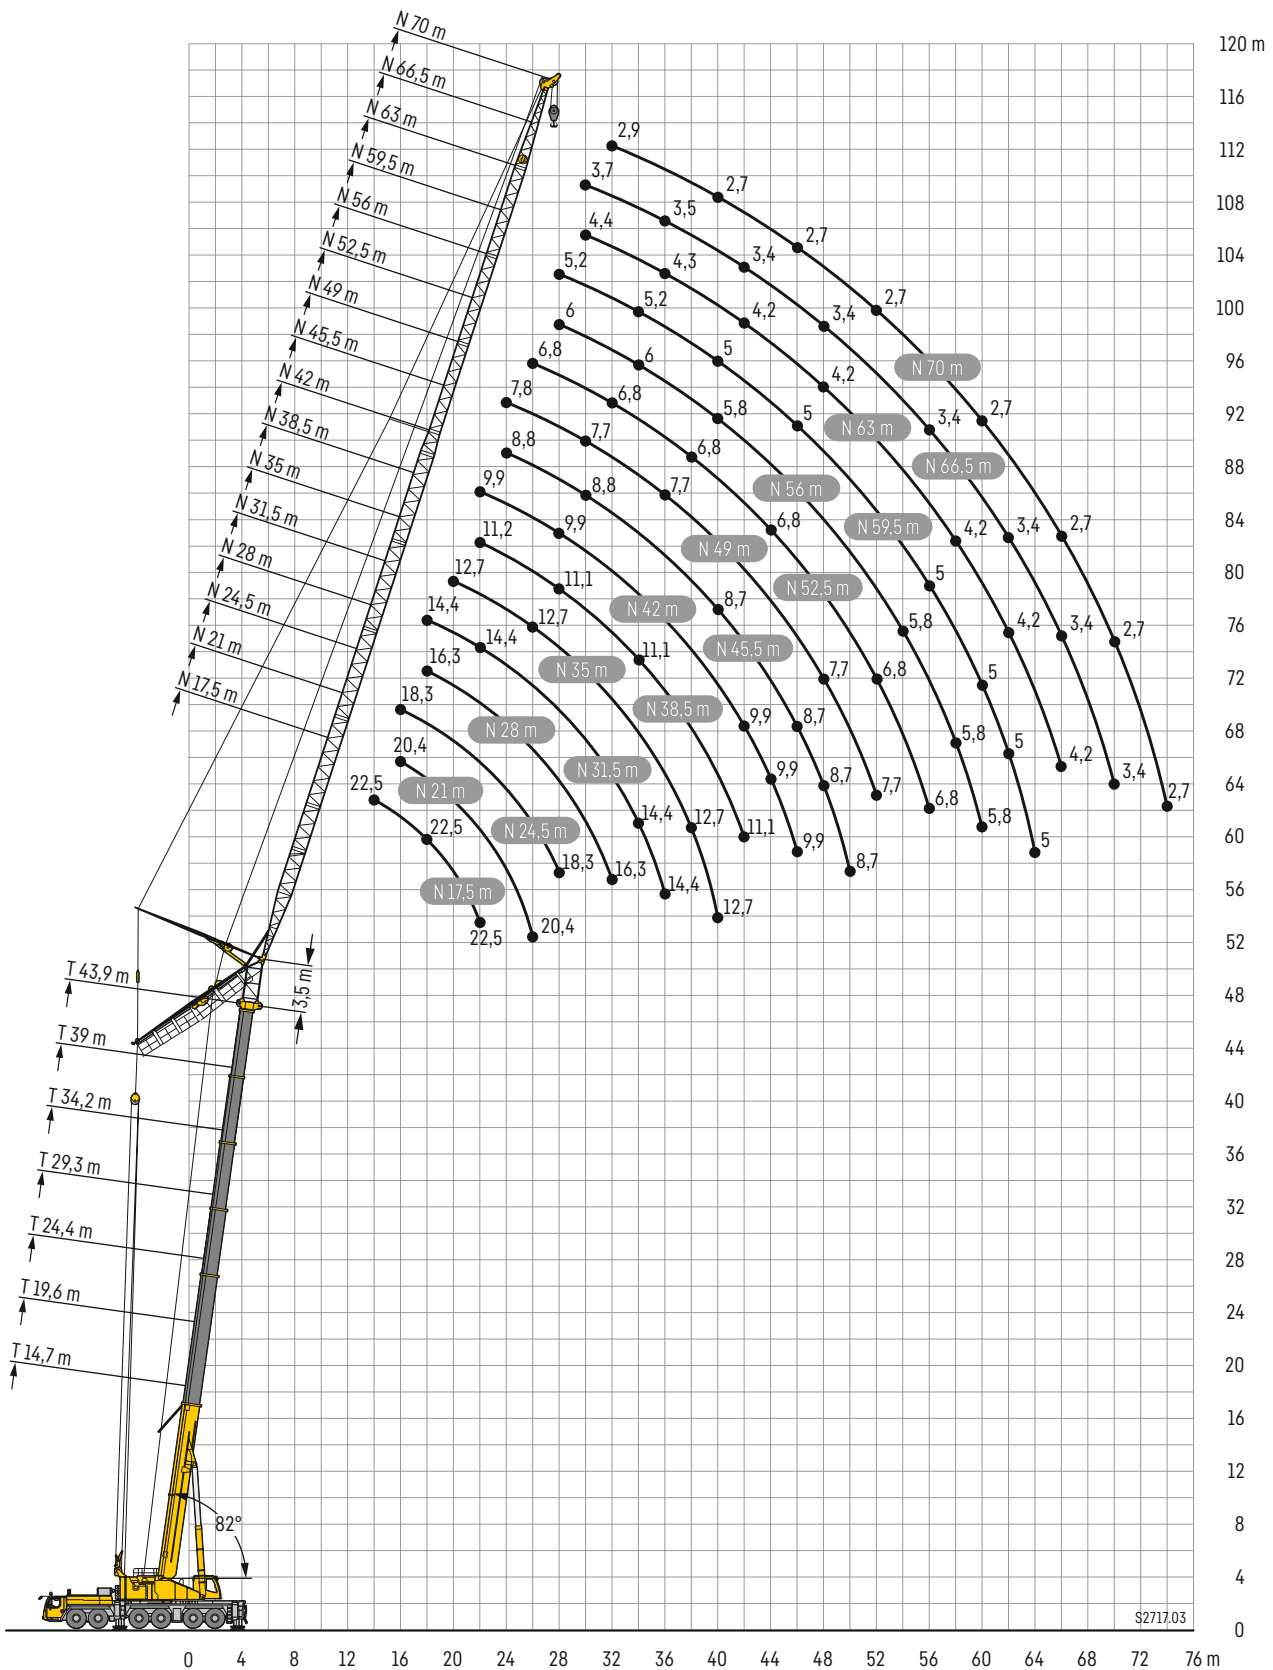 N 70 m
N 66,5 m
N 63 m
N 59,5 m
N 56 m
N 52,5 m
N 49 m
N 45,5 m
N 42 m
N 38,5 m
N 35 m
N 31,5 m
N 28 m
N 24,5 m
N 21 m
N 17,5 m
T 43,9 m
3,5 m
T 39 m
T 34,2 m
T 29,3 m
T 24,4 m
T 19,6 m
T 14,7 m
82°
2,9
2,7
2,7
2,7
2,7
2,7
2,7
2,7
N 70 m
3,7
3,5
3,4
3,4
3,4
3,4
3,4
3,4
N 66,5 m
4,4
4,3
4,2
4,2
4,2
4,2
4,2
N 63 m
5,2
5,2
5
5
5
5
5
5
N 59,5 m
6
6
5,8
5,8
5,8
5,8
N 56 m
6,8
6,8
6,8
6,8
6,8
6,8
N 52,5 m
7,8
7,7
7,7
7,7
7,7
N 49 m
8,8
8,8
8,7
8,7
8,7
8,7
N 45,5 m
9,9
9,9
9,9
9,9
9,9
N 42 m
11,2
11,1
11,1
11,1
N 38,5 m
12,7
12,7
12,7
12,7
N 35 m
14,4
14,4
14,4
14,4
N 31,5 m
16,3
16,3
N 28 m
18,3
18,3
N 24,5 m
20,4
20,4
N 21 m
22,5
22,5
22,5
N 17,5 m
120 m
116
112
108
104
100
96
92
88
84
80
76
72
68
64
60
56
52
48
44
40
36
32
28
24
20
16
12
8
4
0
S2717.03
0 4 8 12 16 20 24 28 32 36 40 44 48 52 56 60 64 68 72 76 m